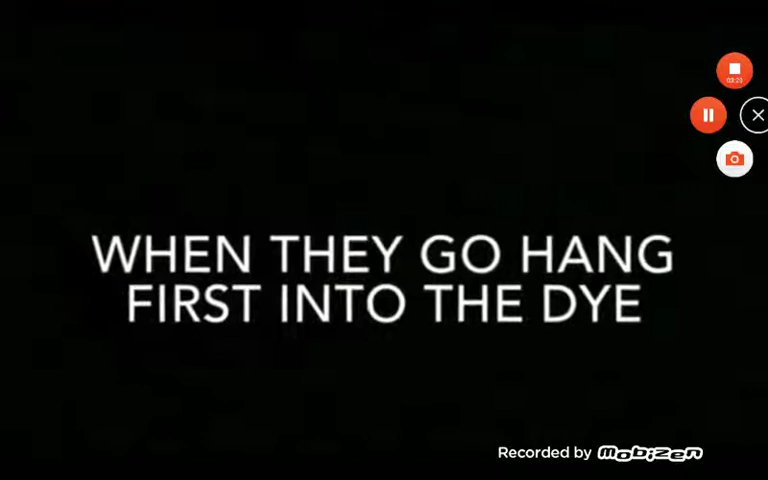 03:23
WHEN THEY GO HANG
FIRST INTO THE DYE
Recorded by mobizen